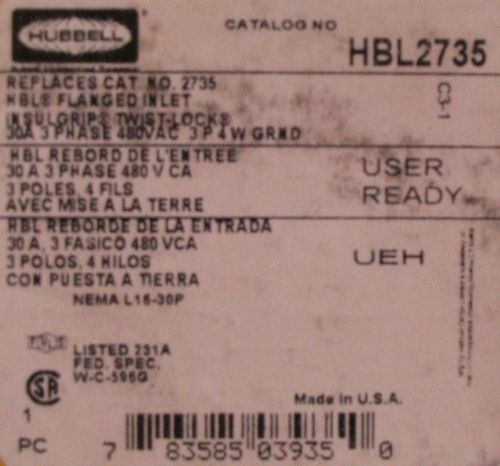 HUBBELL
CATALOG NO
HBL2735
REPLACES CAT. NO. 2735
HBL® FLANGED INLET
INSULGRIP® TWIST-LOCK®
30A 3 PHASE 480VAC 3 P 4 W GRND
HBL REBORD DE L'ENTREE
30 A 3 PHASE 480 V CA
3 POLES, 4 FILS
AVEC MISE A LA TERRE
USER
READY
HBL REBORDE DE LA ENTRADA
30 A, 3 FASICO 480 VCA
3 POLOS, 4 HILOS
CON PUESTA A TIERRA
UEH
NEMA L16-30P
LISTED 231A
FED. SPEC.
W-C-596G
Made in U.S.A.
1
PC
7 83585 03935 0